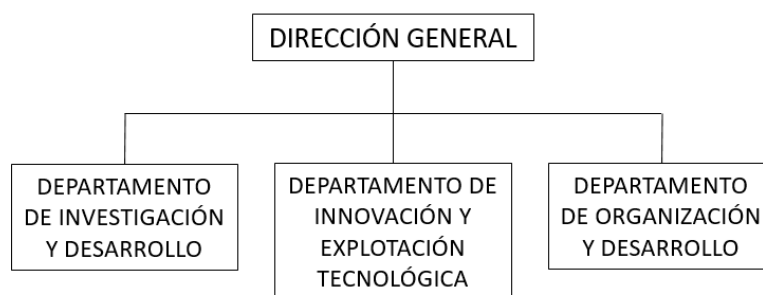 DIRECCIÓN GENERAL
DEPARTAMENTO
DE INVESTIGACIÓN
Y DESARROLLO
DEPARTAMENTO DE
INNOVACIÓN Y
EXPLOTACIÓN
TECNOLÓGICA
DEPARTAMENTO
DE ORGANIZACIÓN
Y DESARROLLO